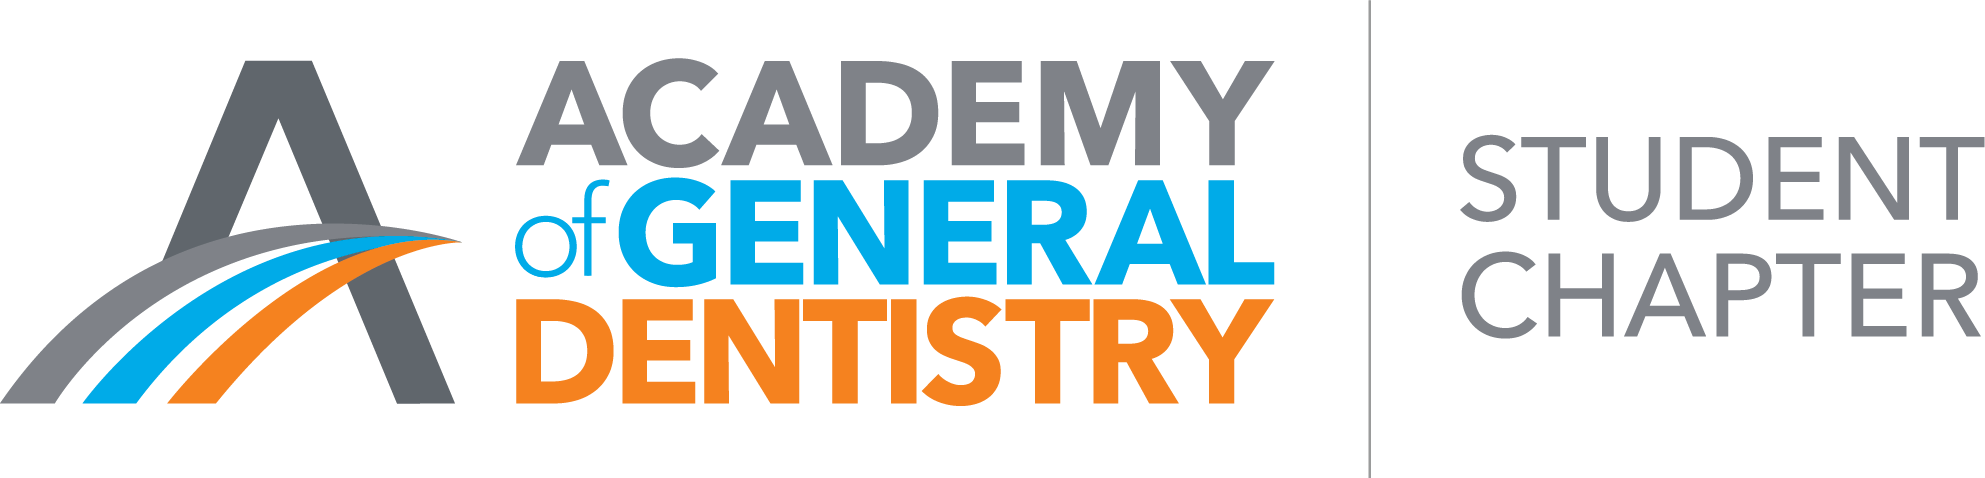 ACADEMY
of GENERAL
DENTISTRY
STUDENT
CHAPTER